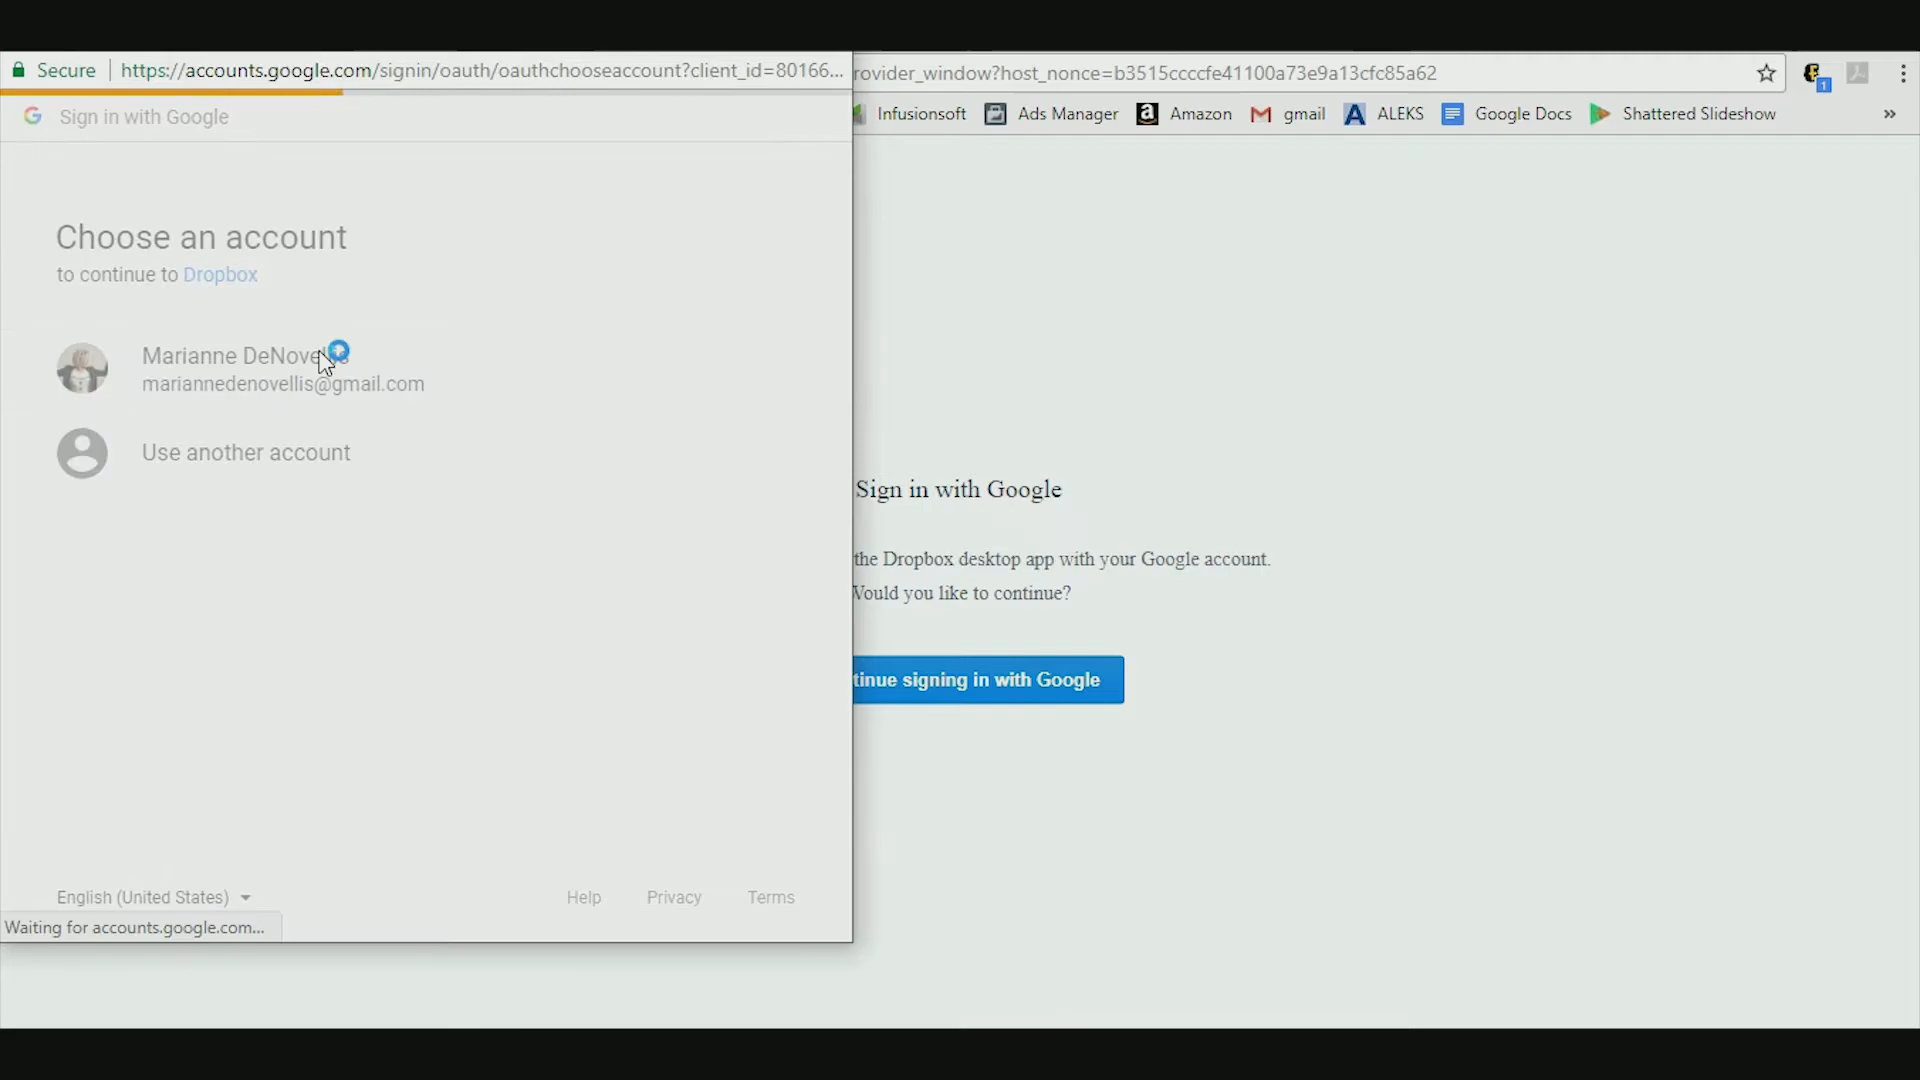 Secure
https://accounts.google.com/signin/oauth/oauthchooseaccount?client_id=80166...
rovider_window?host_nonce=b3515ccccfe41100a73e9a13cfc85a62
1
Infusionsoft
Ads Manager
Amazon
gmail
ALEKS
Google Docs
Shattered Slideshow
»
Sign in with Google
Choose an account
to continue to Dropbox
Marianne
mariannedenovellis@gmail.com
Use another account
English (United States)
Help
Privacy
Terms
Waiting for accounts.google.com...
Sign in with Google
the Dropbox desktop app with your Google account.
Would you like to continue?
tinue signing in with Google